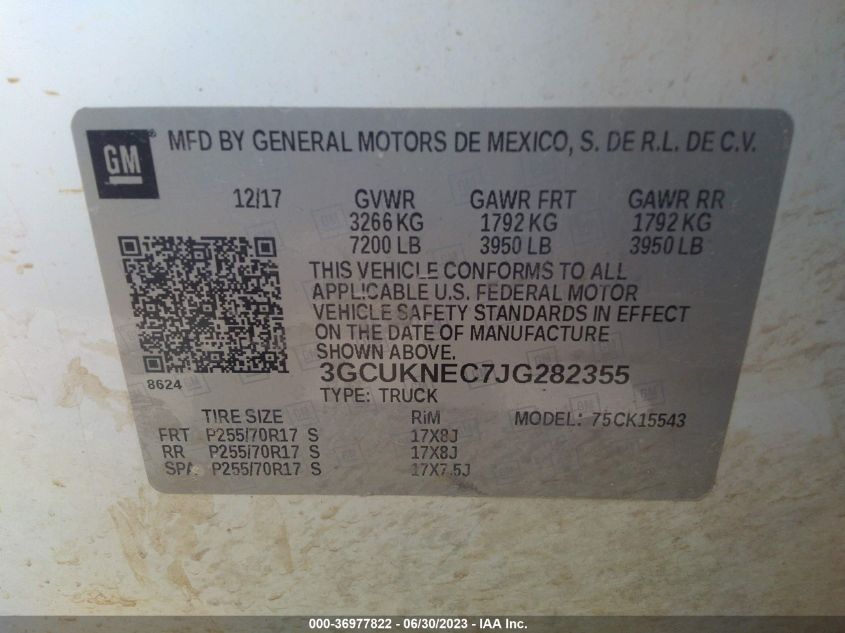 GM® MFD BY GENERAL MOTORS DE MEXICO, S. DE R.L. DE C.V.
12/17 GVWR GAWR FRT GAWR RR
3266 KG 1792 KG 1792 KG
7200 LB 3950 LB 3950 LB
THIS VEHICLE CONFORMS TO ALL
APPLICABLE U.S. FEDERAL MOTOR
VEHICLE SAFETY STANDARDS IN EFFECT
ON THE DATE OF MANUFACTURE
SHOWN ABOVE.
8624
3GCUKNEC7JG282355
TYPE: TRUCK
TIRE SIZE RIM MODEL: 75CK15543
FRT P255/70R17 S 17X8J
RR P255/70R17 S 17X8J
SPA P255/70R17 S 17X7.5J
000-36977822 - 06/30/2023 - IAA Inc.